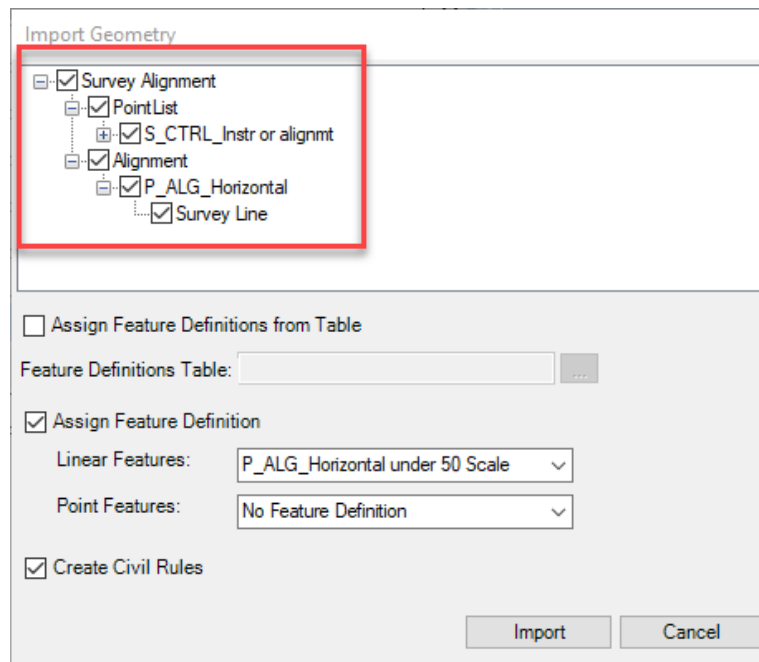 Import Geometry
Survey Alignment
PointList
S_CTRL_Instr or alignmt
Alignment
P_ALG_Horizontal
Survey Line
Assign Feature Definitions from Table
Feature Definitions Table:
...
Assign Feature Definition
Linear Features: P_ALG_Horizontal under 50 Scale
Point Features: No Feature Definition
Create Civil Rules
Import Cancel